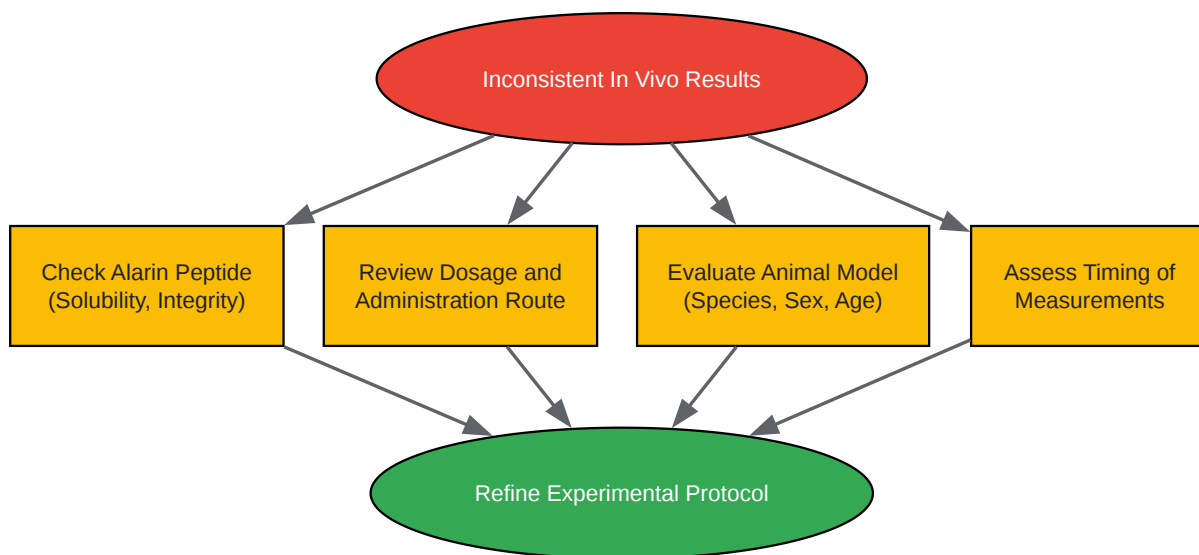 Inconsistent In Vivo Results
Check Alarin Peptide
(Solubility, Integrity)
Review Dosage and
Administration Route
Evaluate Animal Model
(Species, Sex, Age)
Assess Timing of
Measurements
Refine Experimental Protocol